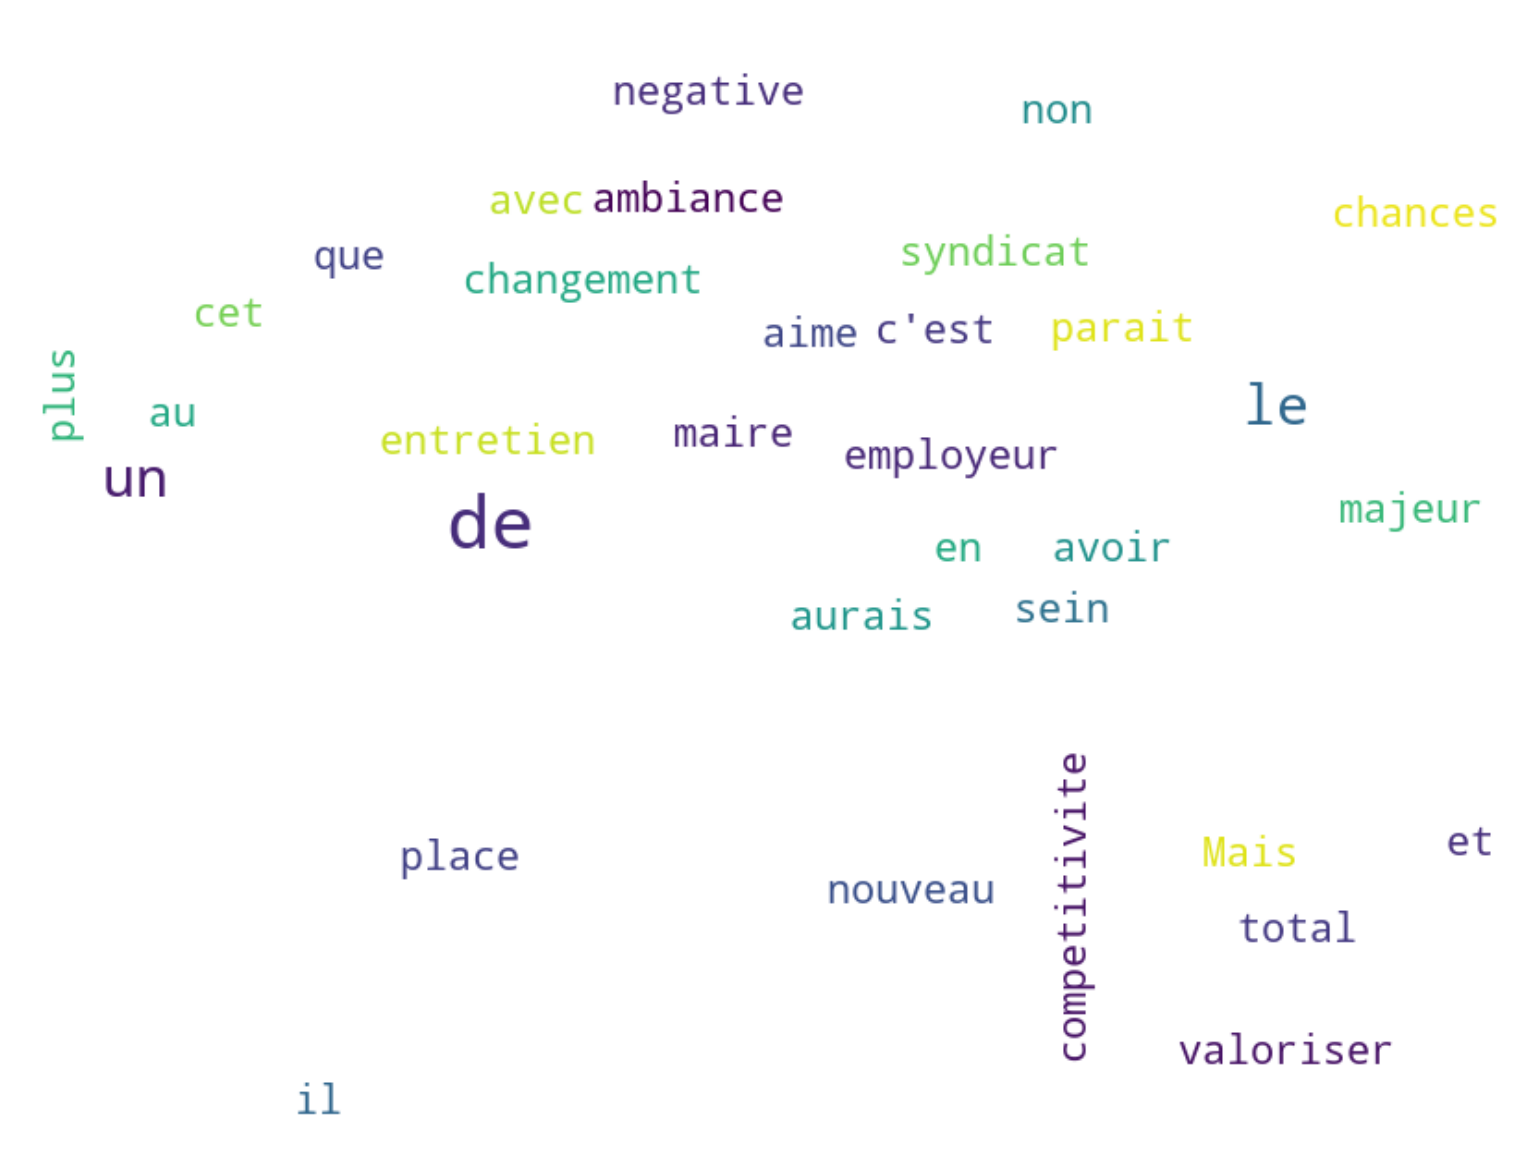 negative
non
avec ambiance
chances
que
syndicat
changement
cet
aime c'est parait
plus
au
le
entretien
maire
employeur
un
de
majeur
en avoir
aurais
sein
competitivite
place
Mais
et
nouveau
total
valoriser
il